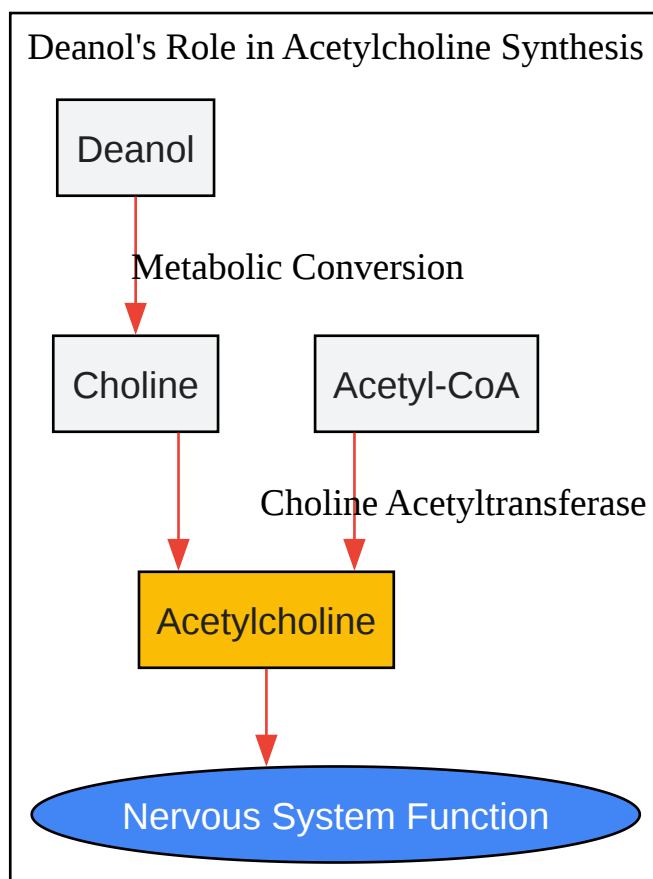 Deanol's Role in Acetylcholine Synthesis
Deanol
Metabolic Conversion
Choline
Acetyl-CoA
Choline Acetyltransferase
Acetylcholine
Nervous System Function